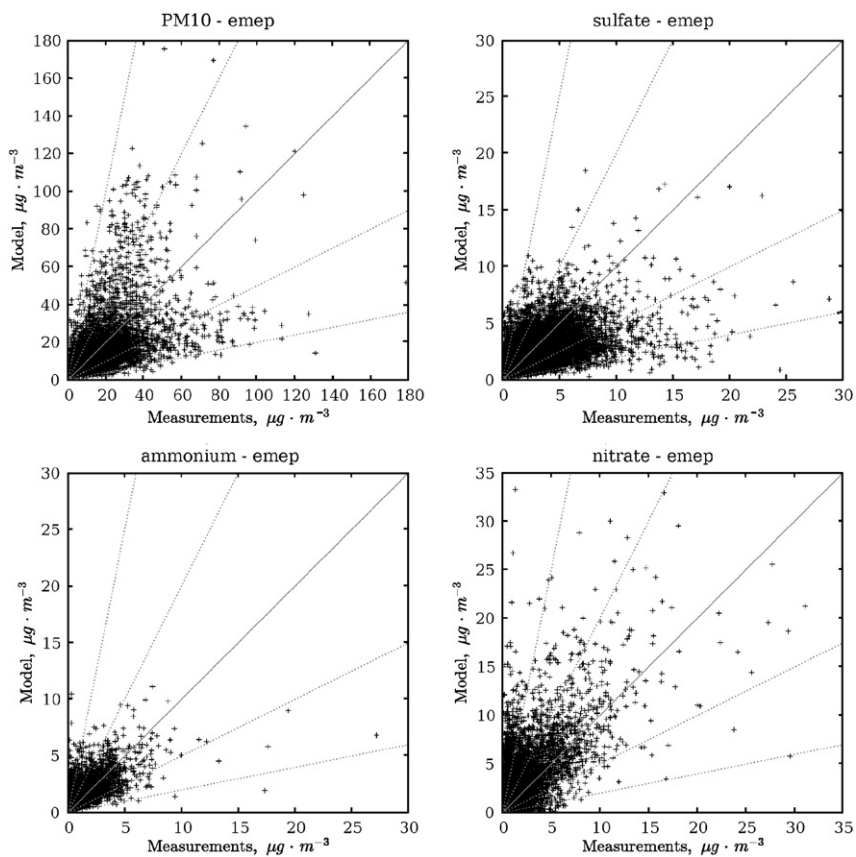 PM10 - emep
180
160
140
120
100
80
60
40
20
0
Model, μg · m⁻³
0 20 40 60 80 100 120 140 160 180
Measurements, μg · m⁻³
sulfate - emep
30
25
20
15
10
5
0
Model, μg · m⁻³
0 5 10 15 20 25 30
Measurements, μg · m⁻³
ammonium - emep
30
25
20
15
10
5
0
Model, μg · m⁻³
0 5 10 15 20 25 30
Measurements, μg · m⁻³
nitrate - emep
35
30
25
20
15
10
5
0
Model, μg · m⁻³
0 5 10 15 20 25 30 35
Measurements, μg · m⁻³